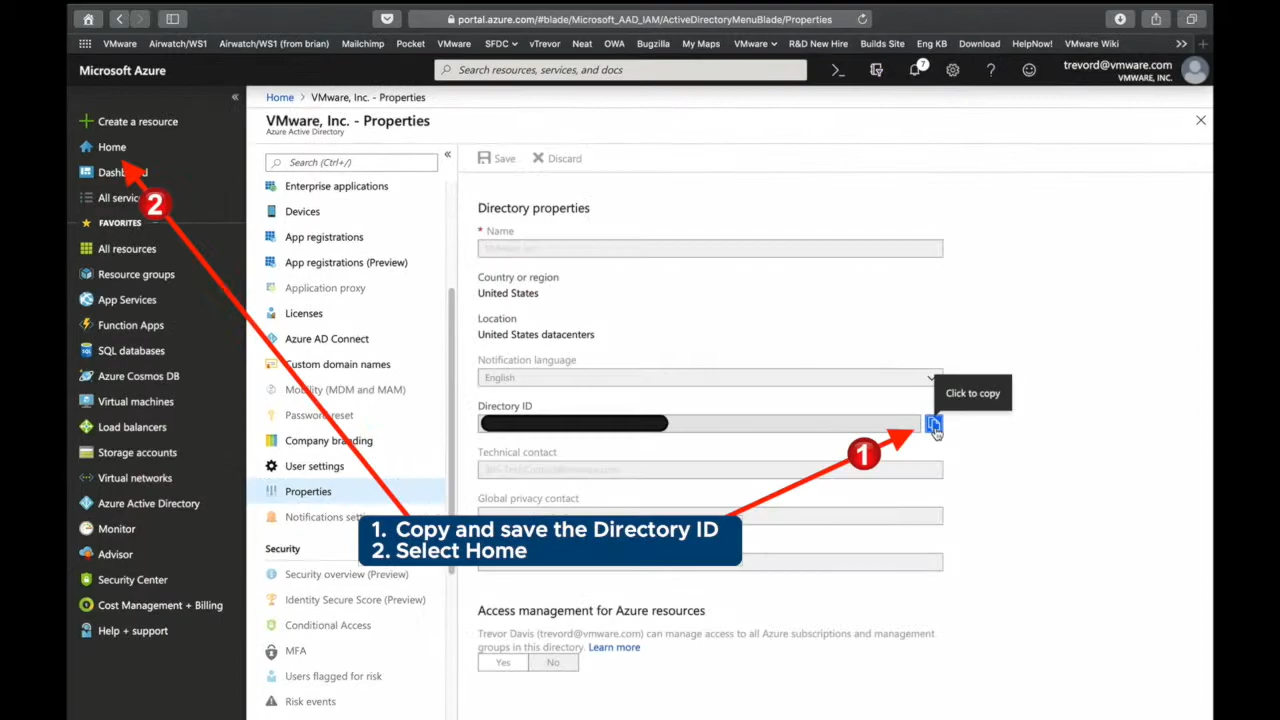 portal.azure.com/#blade/Microsoft_AAD_IAM/ActiveDirectoryMenuBlade/Properties
VMware Airwatch/WS1 Airwatch/WS1 (from brian) Mailchimp Pocket VMware SFDC vTrevor Neat OWA Bugzilla My Maps VMware R&D New Hire Builds Site Eng KB Download HelpNow! VMware Wiki
Microsoft Azure
Search resources, services, and docs
7
trevord@vmware.com
VMWARE, INC.
Create a resource
Home
Dashb d
All servic
FAVORITES
All resources
Resource groups
App Services
Function Apps
SQL databases
Azure Cosmos DB
Virtual machines
Load balancers
Storage accounts
Virtual networks
Azure Active Directory
Monitor
Advisor
Security Center
Cost Management + Billing
Help + support
2
Home > VMware, Inc. - Properties
VMware, Inc. - Properties
Azure Active Directory
Search (Ctrl+/)
Enterprise applications
Devices
App registrations
App registrations (Preview)
Application proxy
Licenses
Azure AD Connect
Custom domain names
Mobility (MDM and MAM)
Password reset
Company branding
User settings
Properties
Notifications set
Security
Security overview (Preview)
Identity Secure Score (Preview)
Conditional Access
MFA
Users flagged for risk
Risk events
Save Discard
Directory properties
* Name
Country or region
United States
Location
United States datacenters
Notification language
English
Directory ID
Click to copy
1
Technical contact
Global privacy contact
1. Copy and save the Directory ID
2. Select Home
Access management for Azure resources
Trevor Davis (trevord@vmware.com) can manage access to all Azure subscriptions and management
groups in this directory. Learn more
Yes No